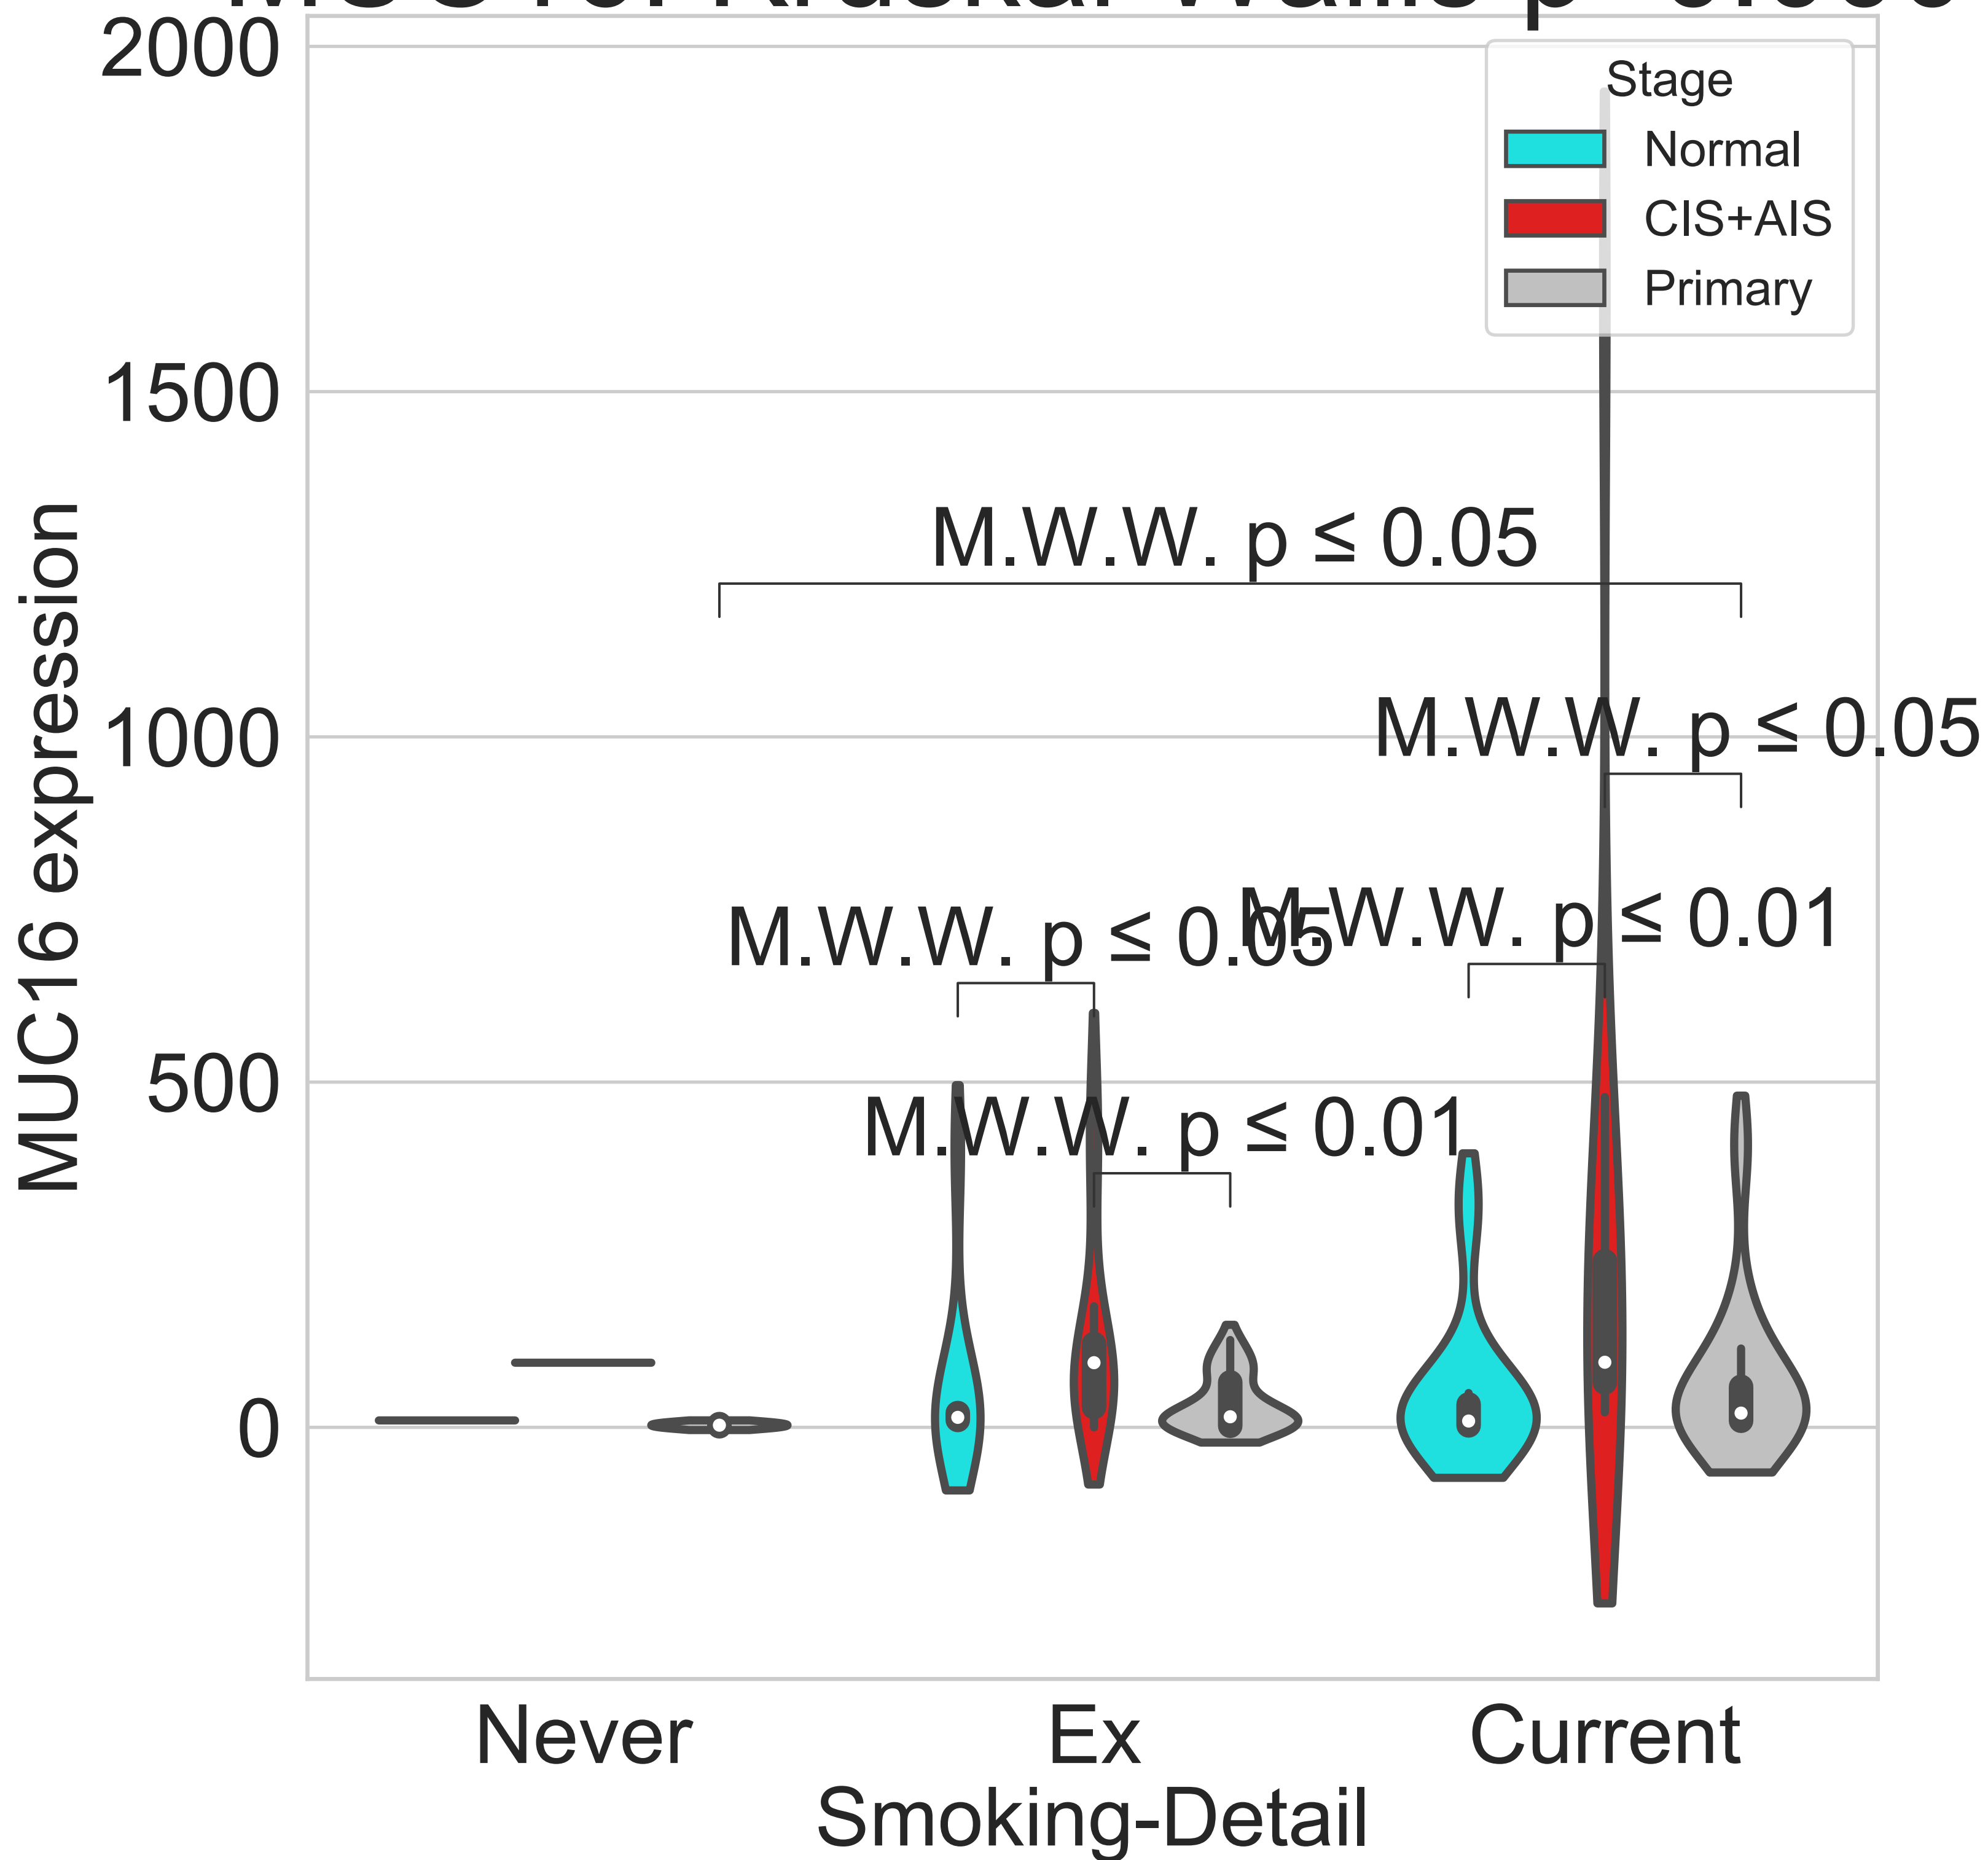 2000
1500
1000
500
0
MUC16 expression
Stage
Normal
CIS+AIS
Primary
M.W.W. p ≤ 0.05
M.W.W. p ≤ 0.05
M.W.W. p ≤ 0.05
M.W.W. p ≤ 0.01
M.W.W. p ≤ 0.01
Never
Ex
Current
Smoking-Detail